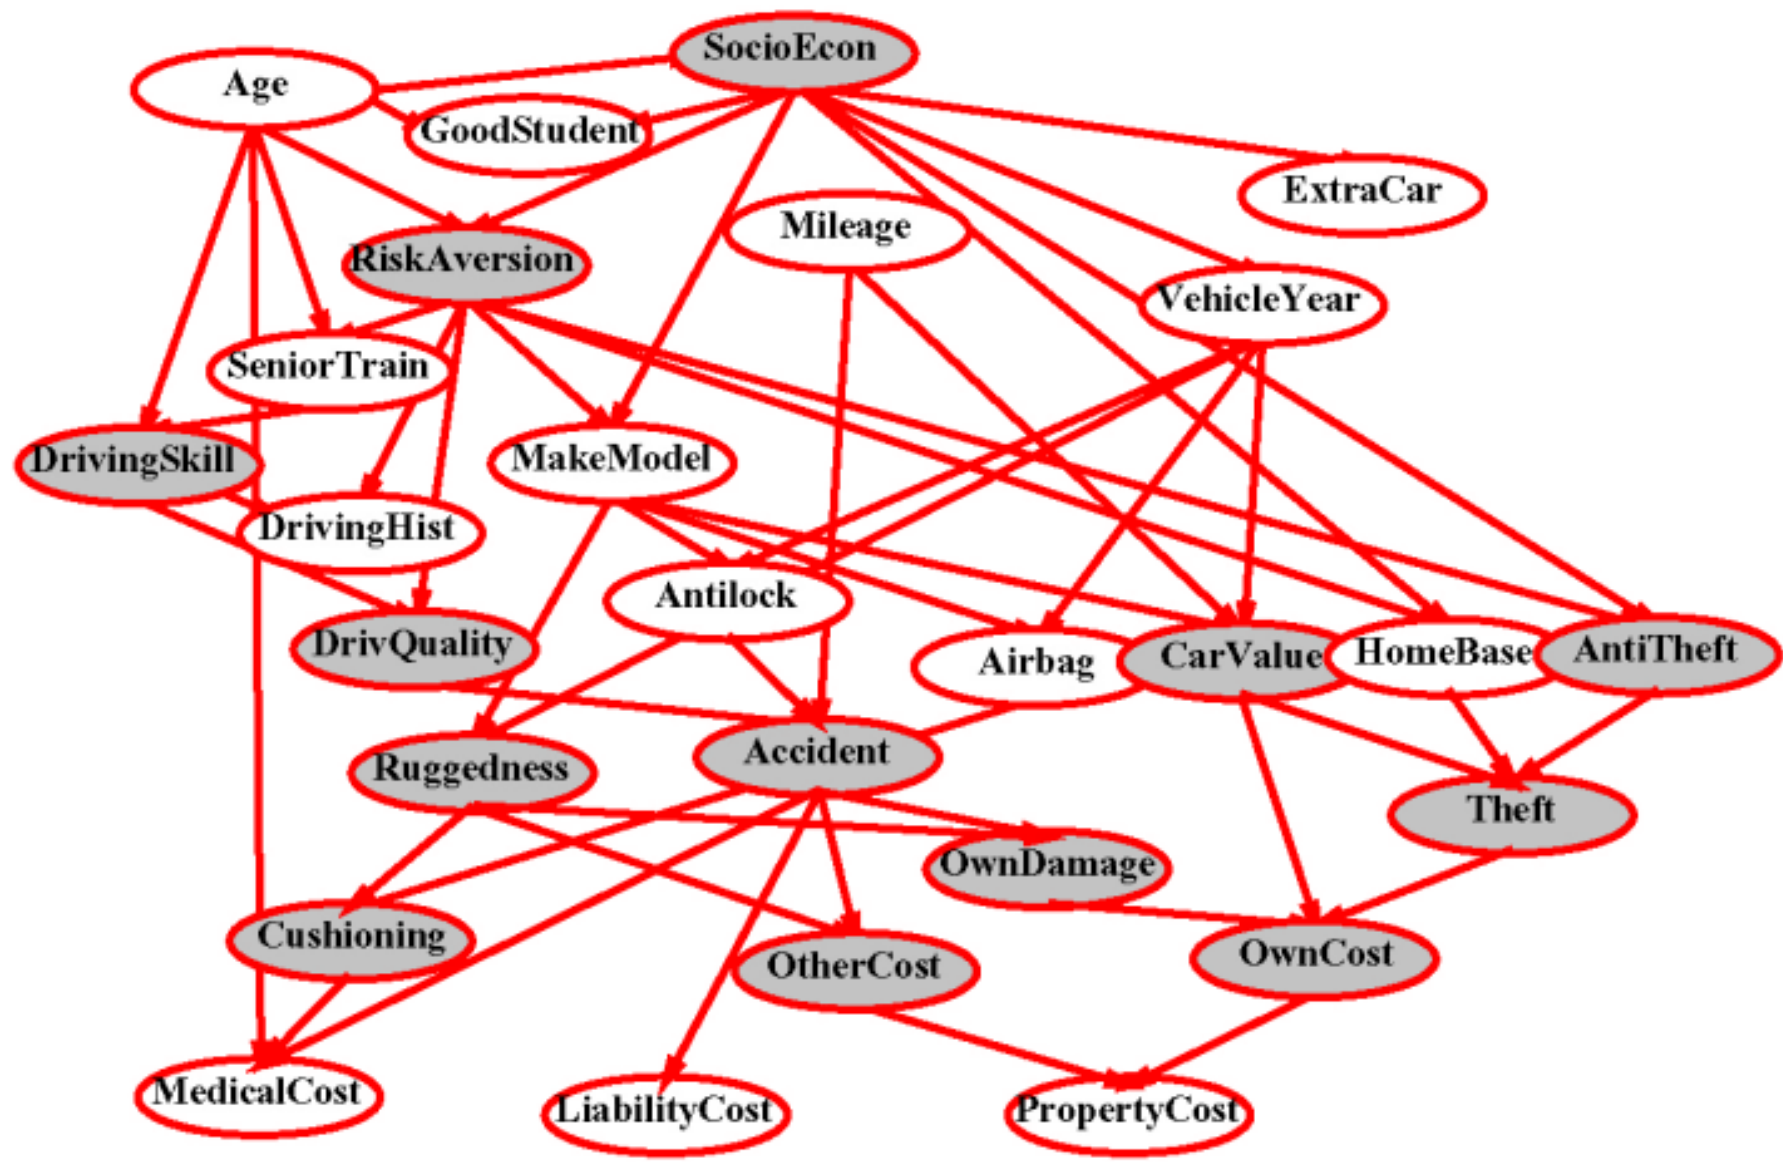 SocioEcon
Age
GoodStudent
ExtraCar
Mileage
RiskAversion
VehicleYear
SeniorTrain
DrivingSkill
MakeModel
DrivingHist
Antilock
DrivQuality
Airbag
CarValue
HomeBase
AntiTheft
Ruggedness
Accident
Theft
OwnDamage
Cushioning
OtherCost
OwnCost
MedicalCost
LiabilityCost
PropertyCost